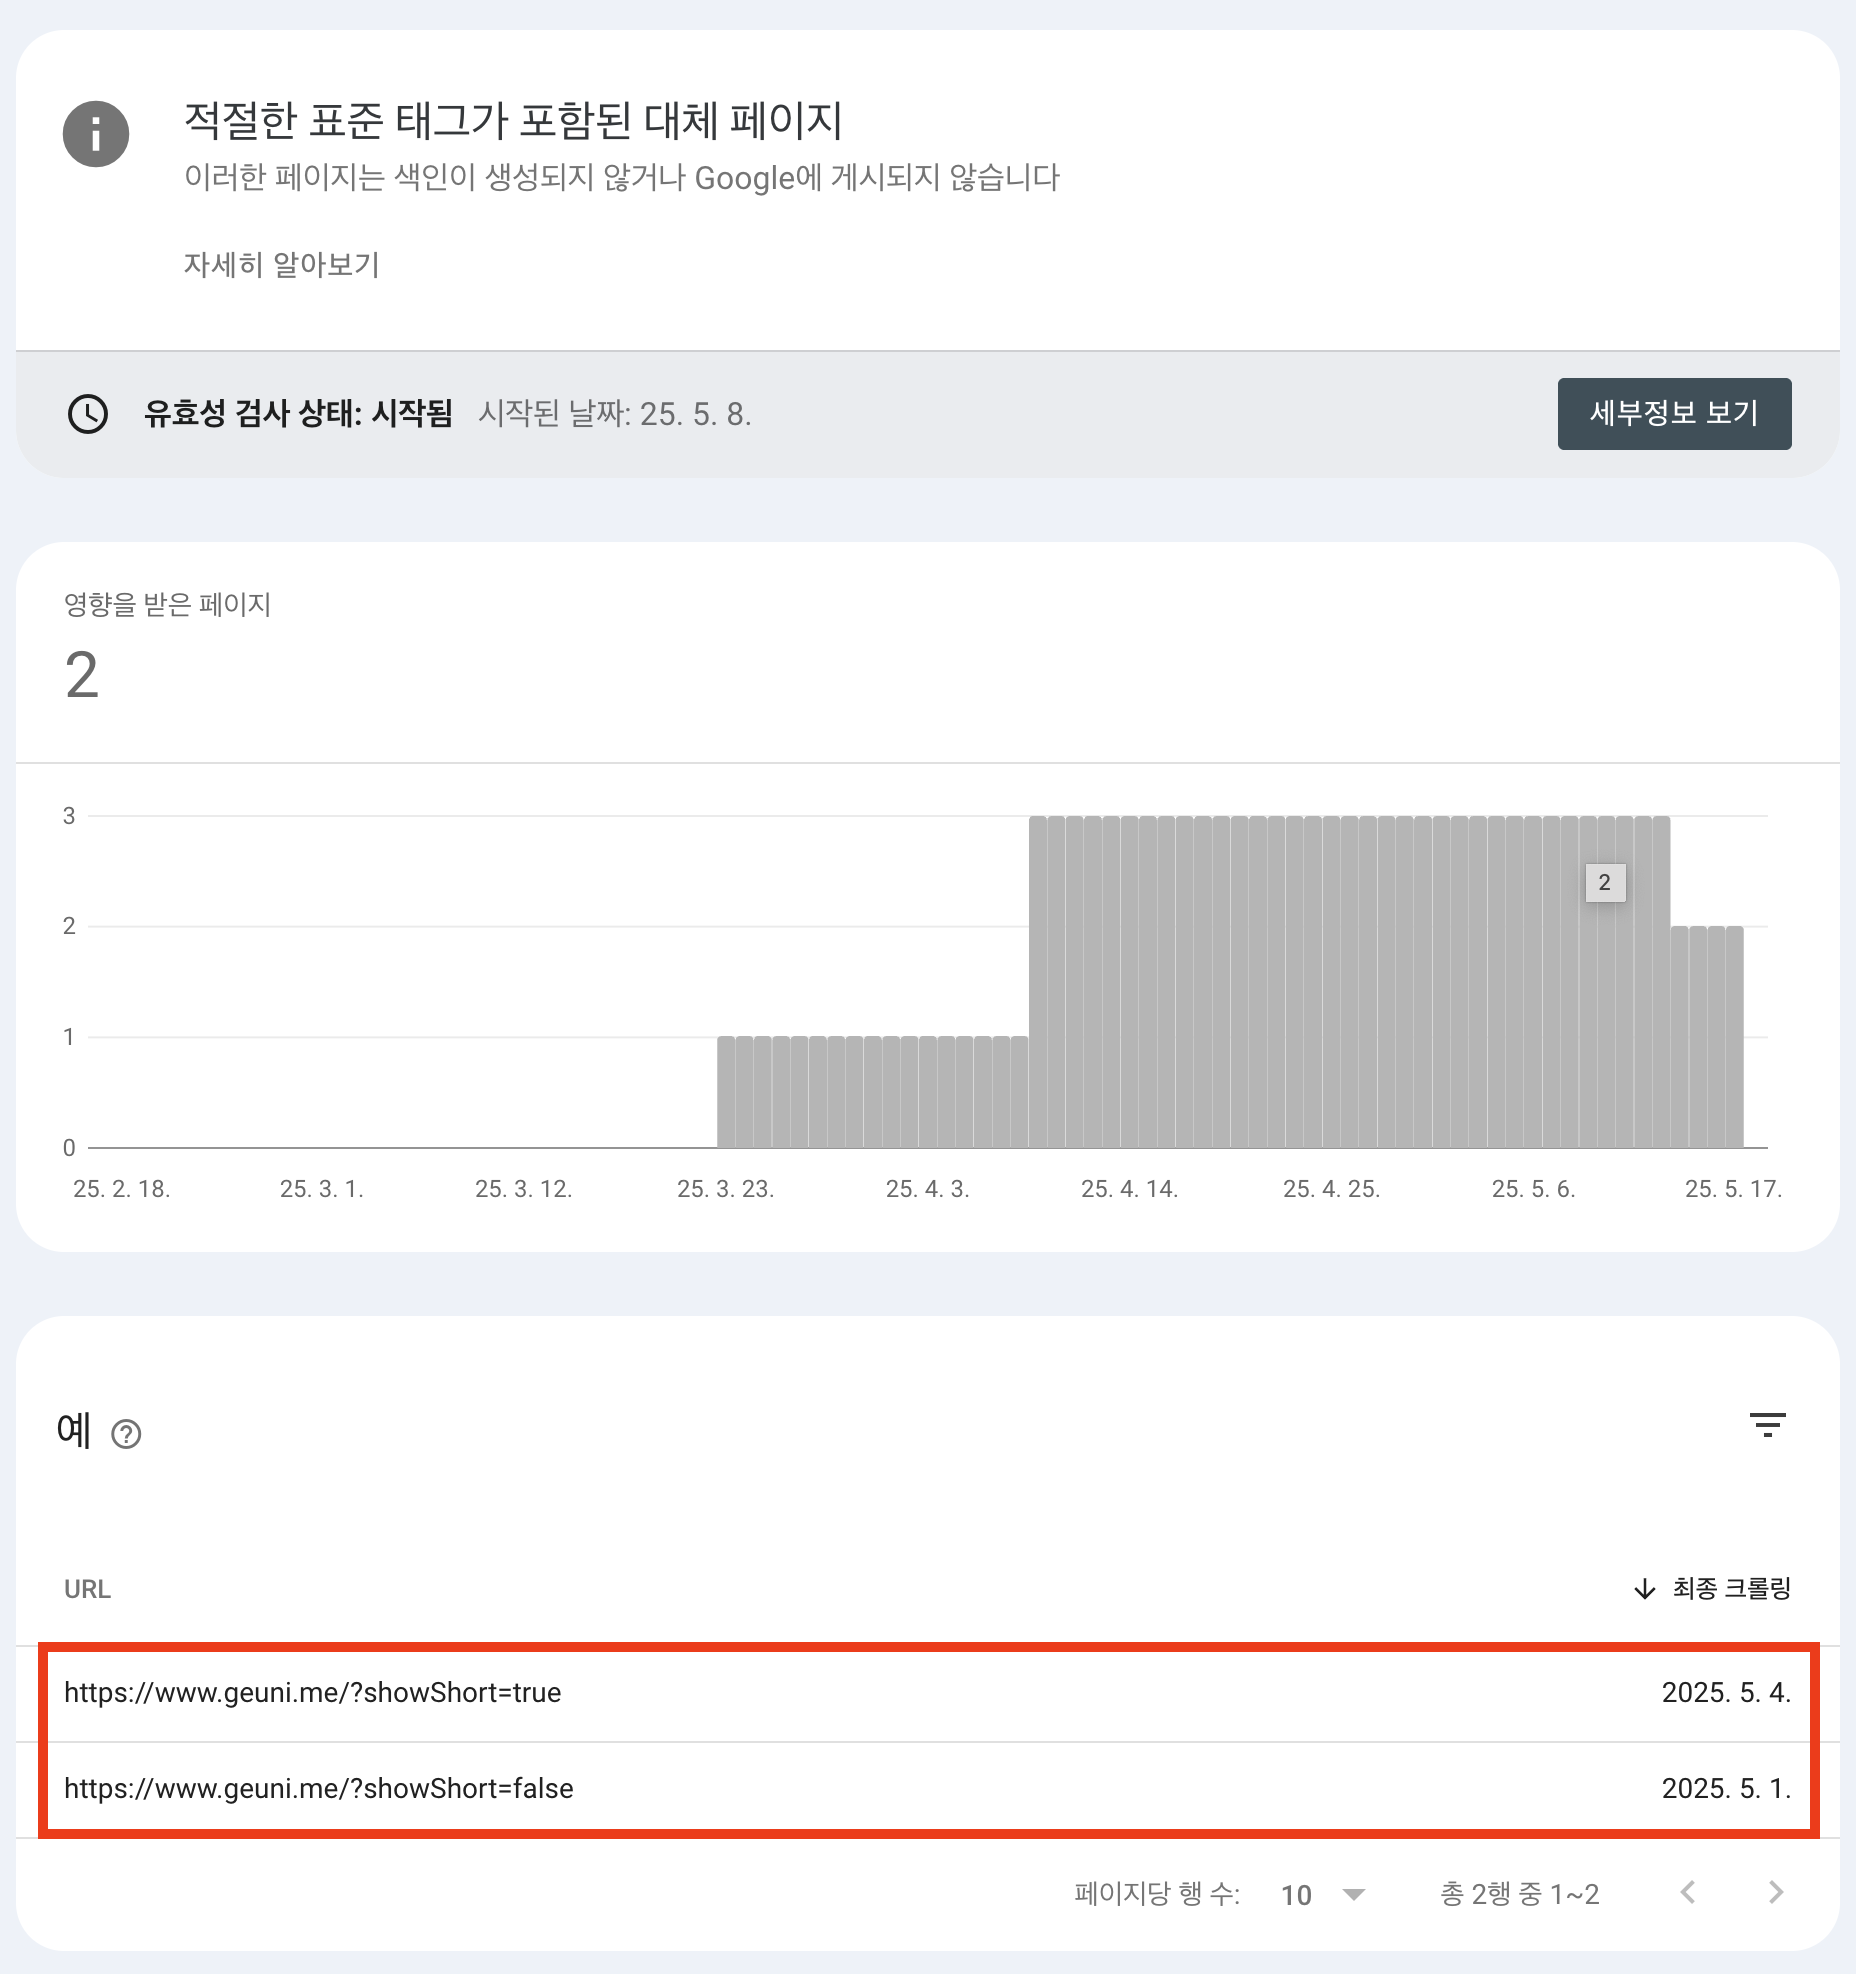 적절한 표준 태그가 포함된 대체 페이지
이러한 페이지는 색인이 생성되지 않거나 Google에 게시되지 않습니다
자세히 알아보기
유효성 검사 상태: 시작됨 시작된 날짜: 25. 5. 8.
세부정보 보기
영향을 받은 페이지
2
3
2
2
1
0
25. 2. 18. 25. 3. 1. 25. 3. 12. 25. 3. 23. 25. 4. 3. 25. 4. 14. 25. 4. 25. 25. 5. 6. 25. 5. 17.
예
URL 최종 크롤링
https://www.geuni.me/?showShort=true 2025. 5. 4.
https://www.geuni.me/?showShort=false 2025. 5. 1.
페이지당 행 수: 10 총 2행 중 1~2